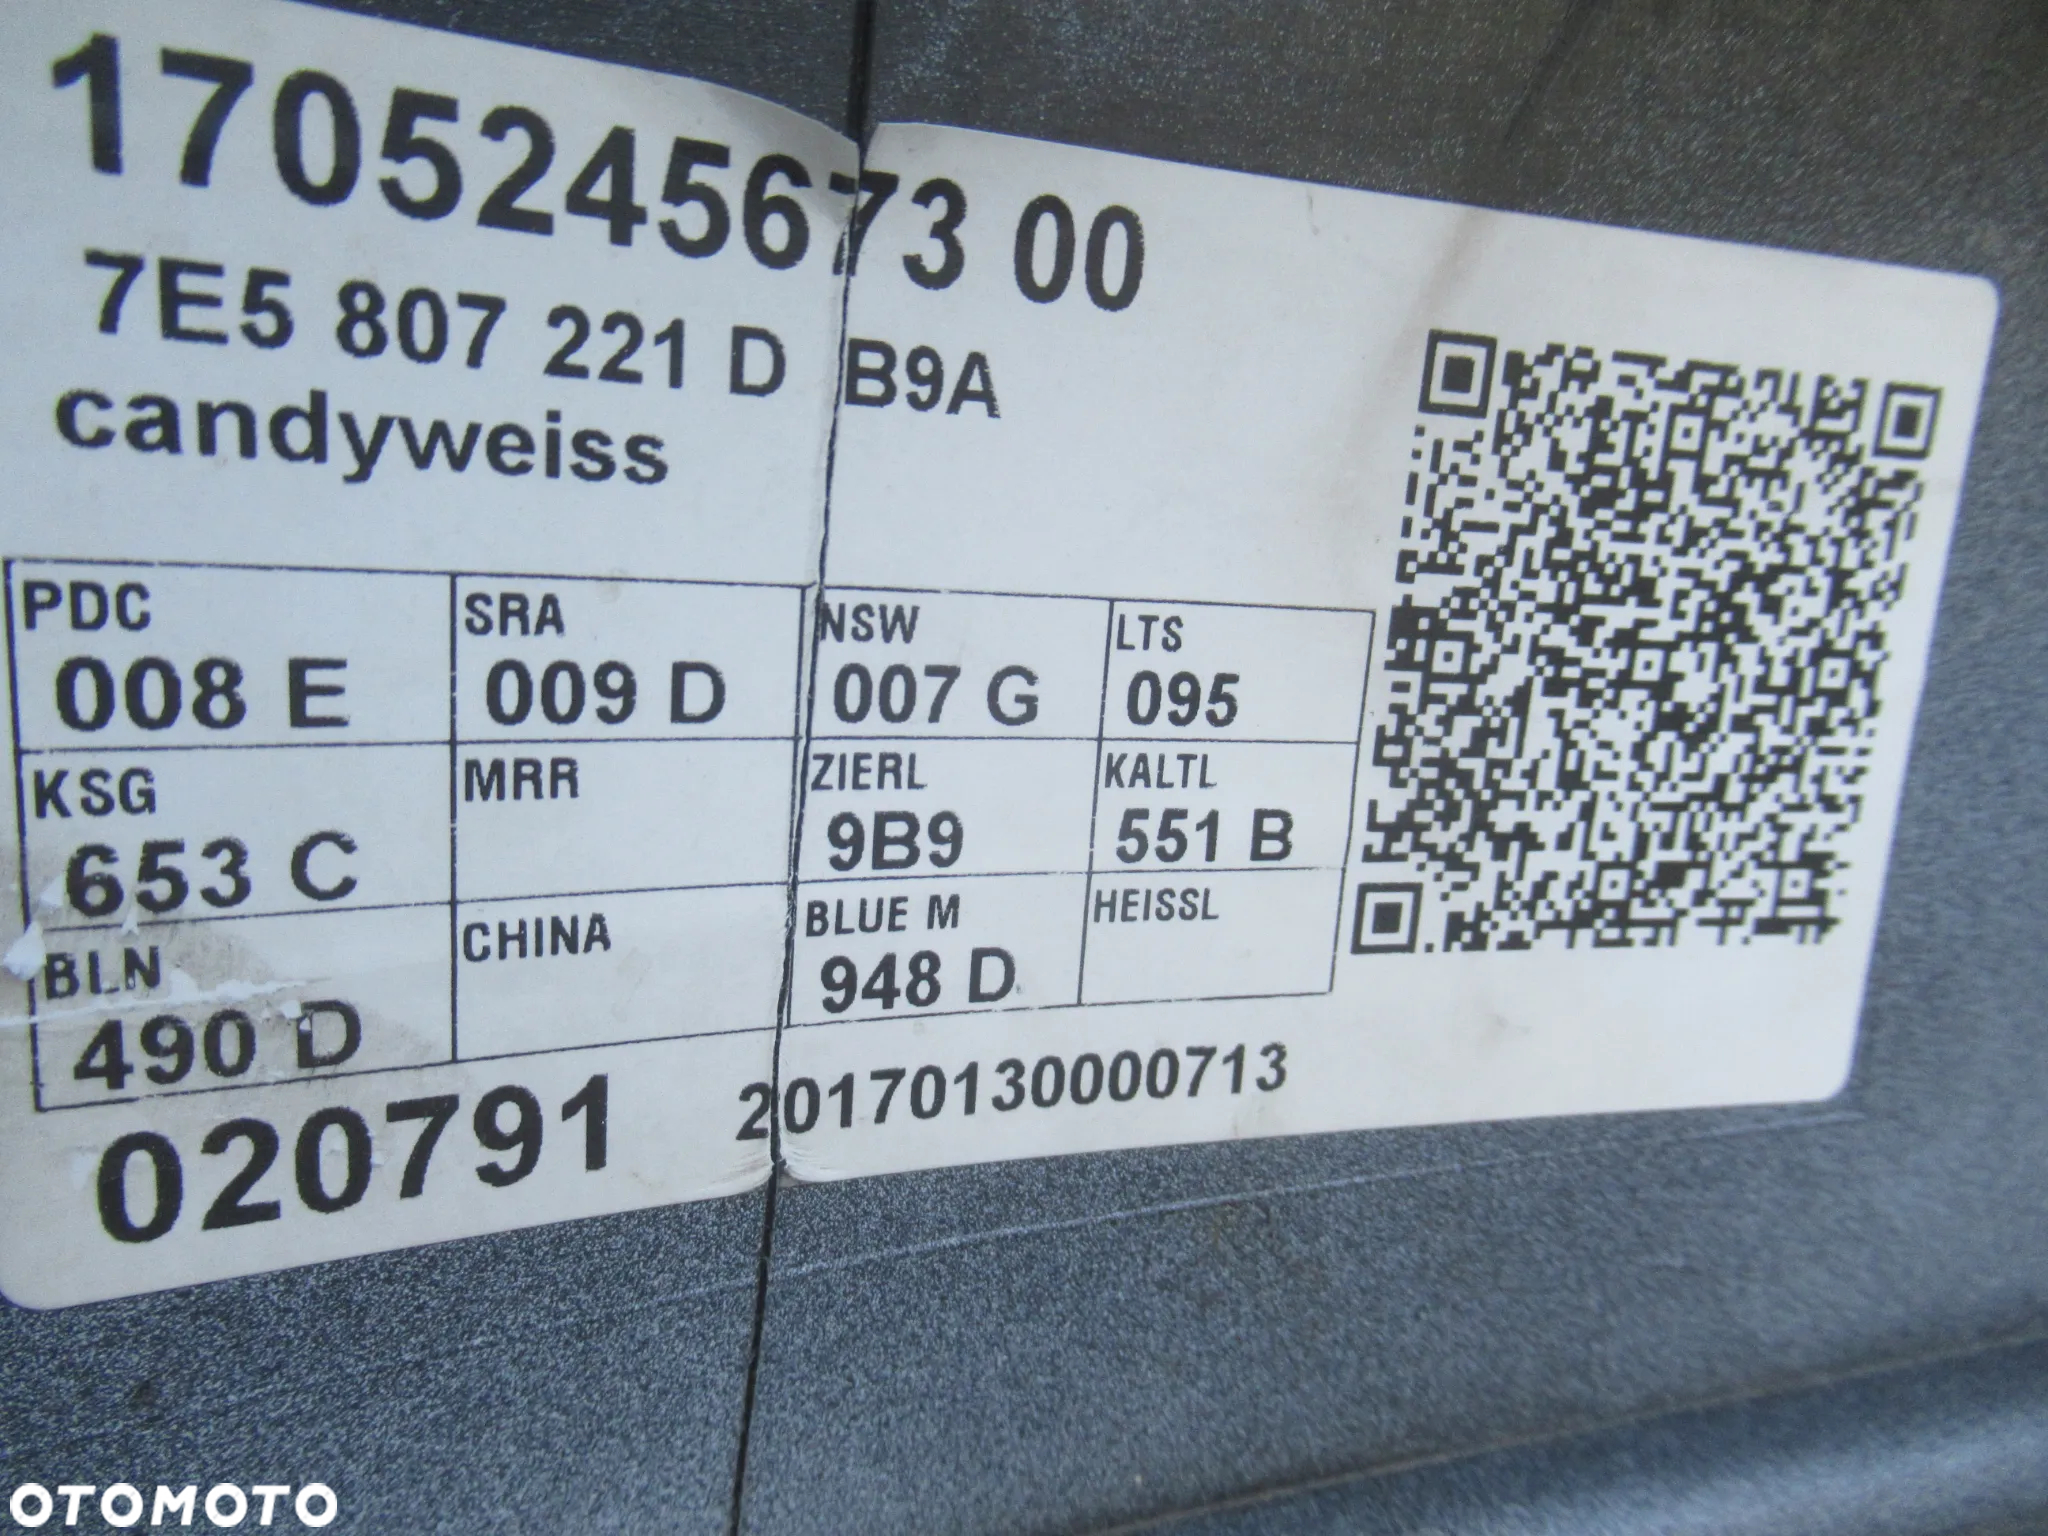 1705245673 00
7E5 807 221 D B9A
candyweiss
PDC SRA NSW LTS
008 E 009 D 007 G 095
KSG MRR ZIERL KALTL
653 C 9B9 551 B
BLN CHINA BLUE M HEISSL
490 D 948 D
020791 20170130000713
OTOMOTO